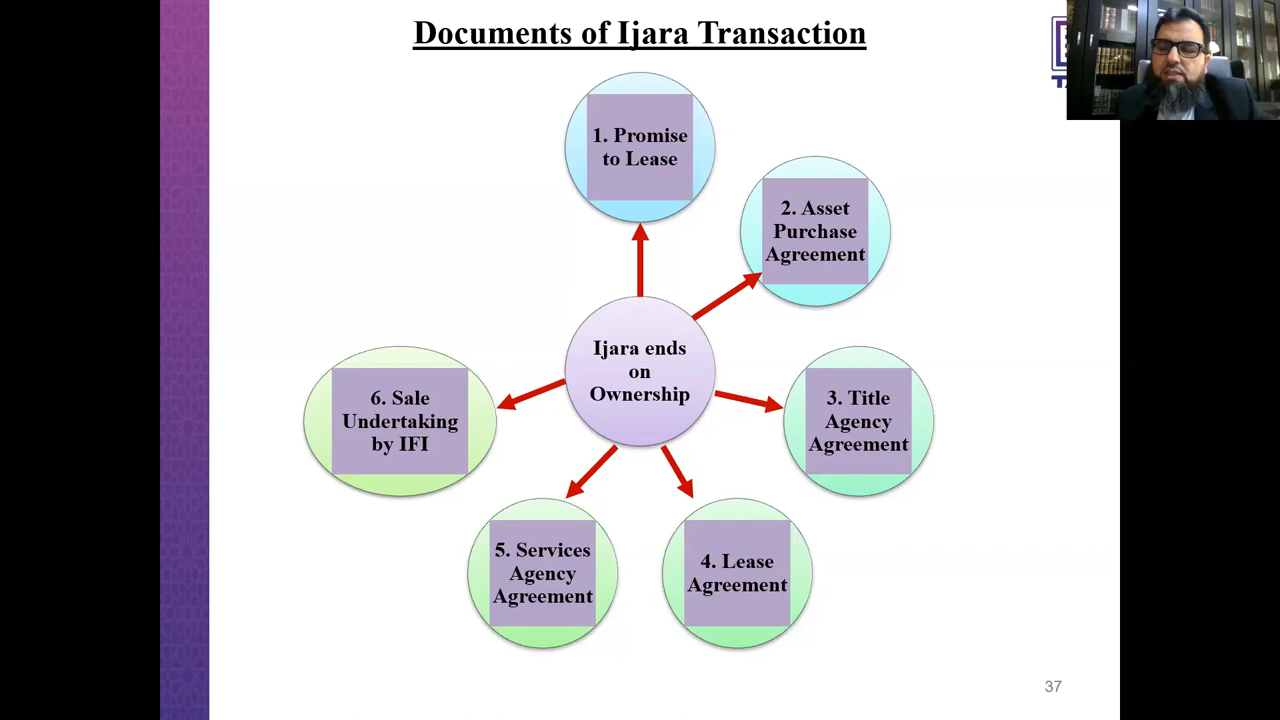 Documents of Ijara Transaction
1. Promise
to Lease
2. Asset
Purchase
Agreement
3. Title
Agency
Agreement
4. Lease
Agreement
5. Services
Agency
Agreement
6. Sale
Undertaking
by IFI
Ijara ends
on
Ownership
37